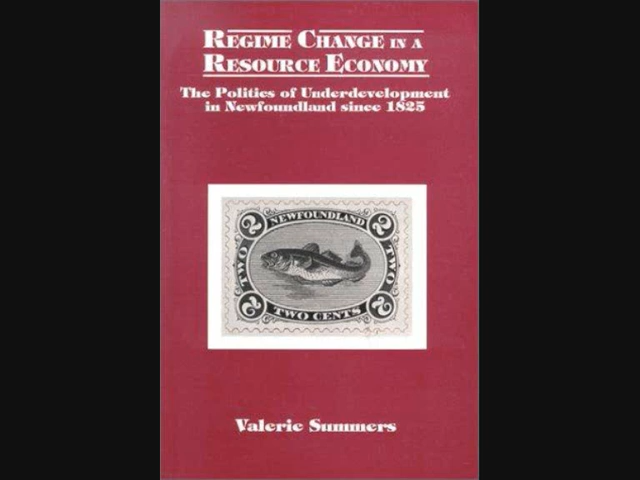 REGIME CHANGE IN A
RESOURCE ECONOMY
The Politics of Underdevelopment
in Newfoundland since 1825
2 NEWFOUNDLAND 2
TWO TWO
2 TWO CENTS 2
Valerie Summers